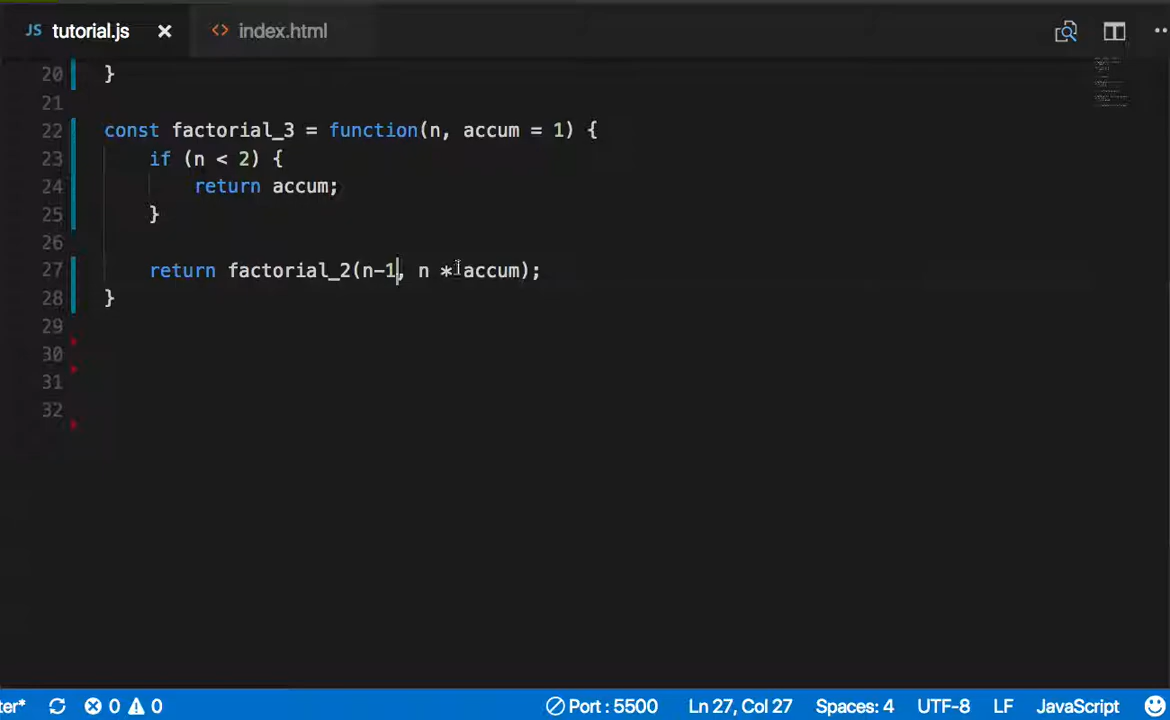 JS tutorial.js × <> index.html
20 }
21
22 const factorial_3 = function(n, accum = 1) {
23 if (n < 2) {
24 return accum;
25 }
26
27 return factorial_2(n-1, n * accum);
28 }
29
30
31
32
ter* 0 0 Port : 5500 Ln 27, Col 27 Spaces: 4 UTF-8 LF JavaScript